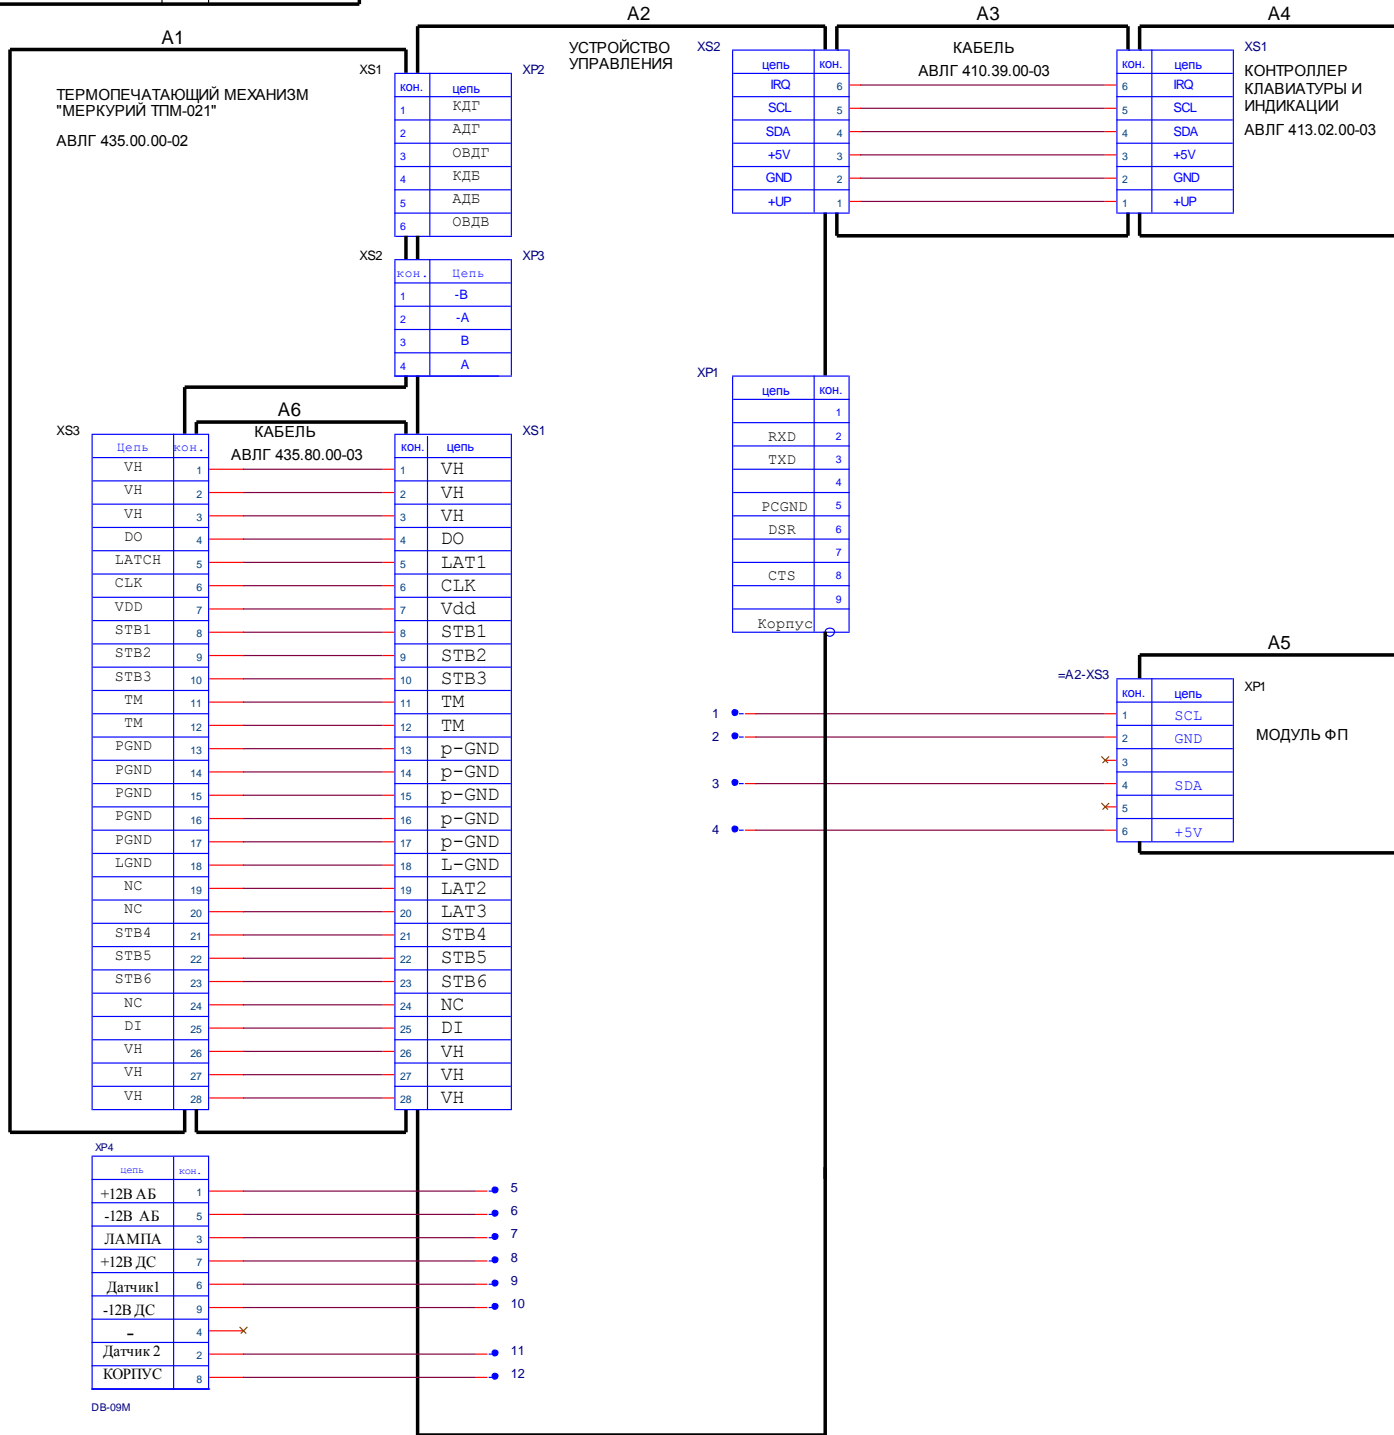 A1
A2
A3
A4
ТЕРМОПЕЧАТАЮЩИЙ МЕХАНИЗМ
"МЕРКУРИЙ ТПМ-021"
АВЛГ 435.00.00-02
XS1
XP2
кон. цепь
1 КДГ
2 АДГ
3 ОВДГ
4 КДБ
5 АДБ
6 ОВДВ
XS2
XP3
кон. Цепь
1 -B
2 -A
3 B
4 A
УСТРОЙСТВО
УПРАВЛЕНИЯ
XS2
цепь кон.
IRQ 6
SCL 5
SDA 4
+5V 3
GND 2
+UP 1
КАБЕЛЬ
АВЛГ 410.39.00-03
XS1
кон. цепь
6 IRQ
5 SCL
4 SDA
3 +5V
2 GND
1 +UP
КОНТРОЛЛЕР
КЛАВИАТУРЫ И
ИНДИКАЦИИ
АВЛГ 413.02.00-03
XP1
цепь кон.
1
RXD 2
TXD 3
4
PCGND 5
DSR 6
7
CTS 8
9
Корпус
A6
КАБЕЛЬ
АВЛГ 435.80.00-03
XS3
XS1
Цепь кон. кон. цепь
VH 1 1 VH
VH 2 2 VH
VH 3 3 VH
DO 4 4 DO
LATCH 5 5 LAT1
CLK 6 6 CLK
VDD 7 7 Vdd
STB1 8 8 STB1
STB2 9 9 STB2
STB3 10 10 STB3
TM 11 11 TM
TM 12 12 TM
PGND 13 13 p-GND
PGND 14 14 p-GND
PGND 15 15 p-GND
PGND 16 16 p-GND
PGND 17 17 p-GND
LGND 18 18 L-GND
NC 19 19 LAT2
NC 20 20 LAT3
STB4 21 21 STB4
STB5 22 22 STB5
STB6 23 23 STB6
NC 24 24 NC
DI 25 25 DI
VH 26 26 VH
VH 27 27 VH
VH 28 28 VH
A5
=A2-XS3
XP1
кон. цепь
1 1 SCL
2 2 GND
3
3 4 SDA
5
4 6 +5V
МОДУЛЬ ФП
XP4
цепь кон.
+12В АБ 1 5
-12В АБ 5 6
ЛАМПА 3 7
+12В ДС 7 8
Датчик1 6 9
-12В ДС 9 10
- 4
Датчик 2 2 11
КОРПУС 8 12
DB-09M